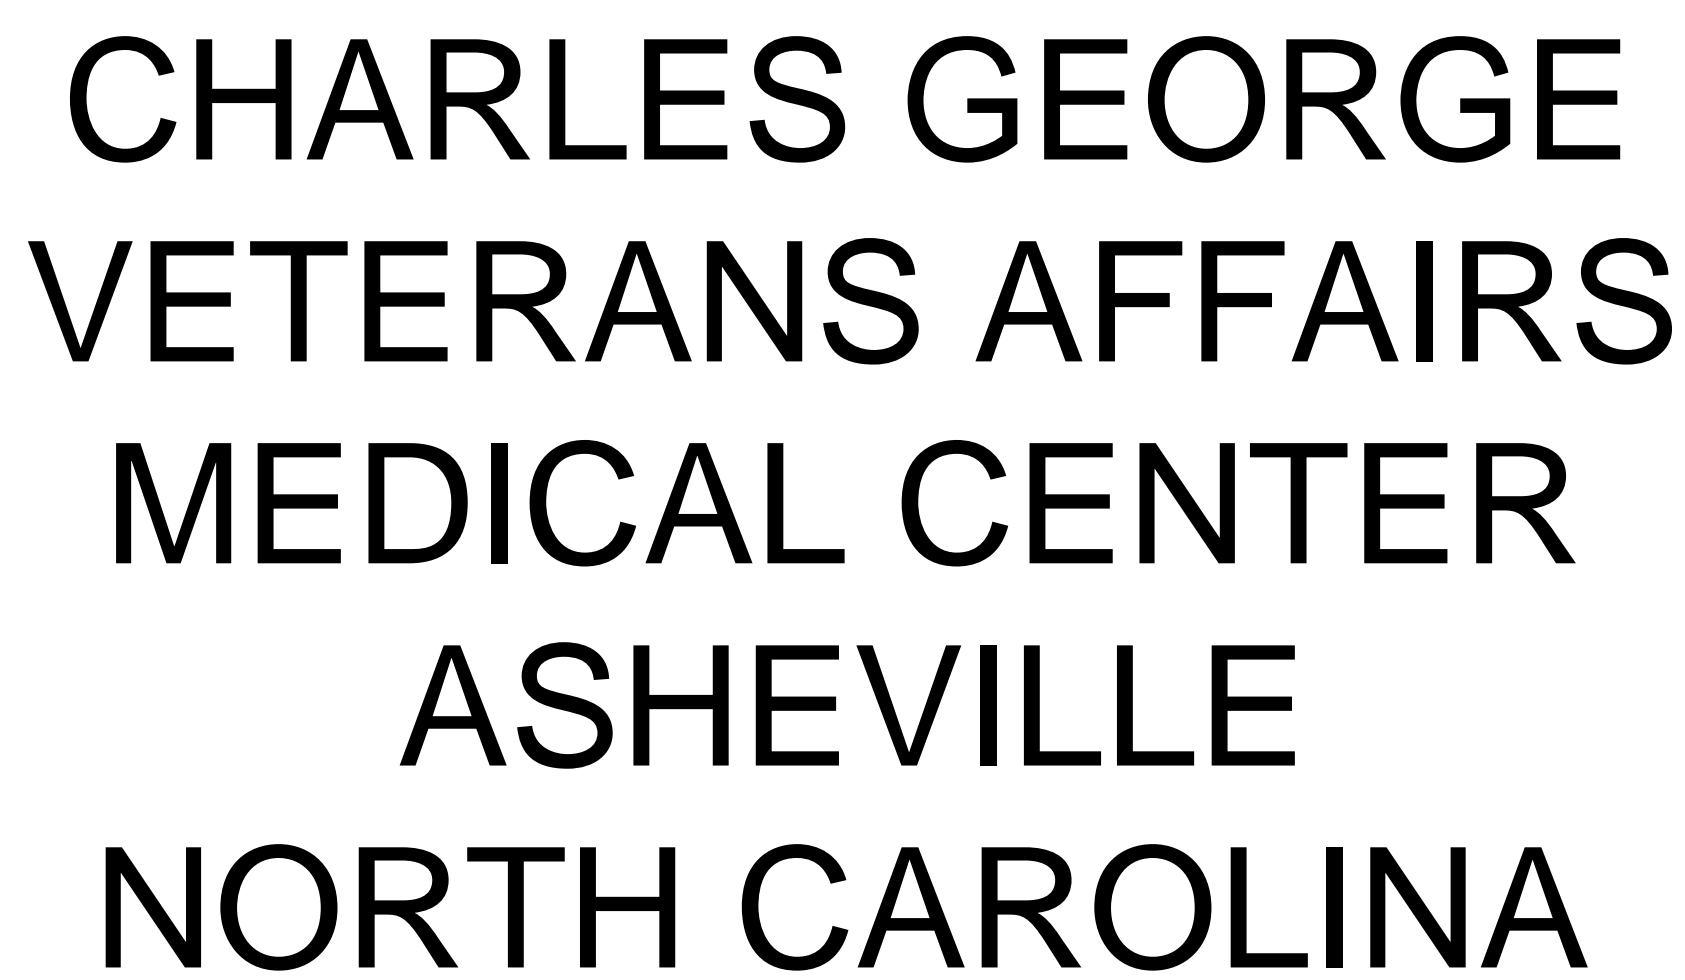 CHARLES GEORGE
VETERANS AFFAIRS
MEDICAL CENTER
ASHEVILLE
NORTH CAROLINA